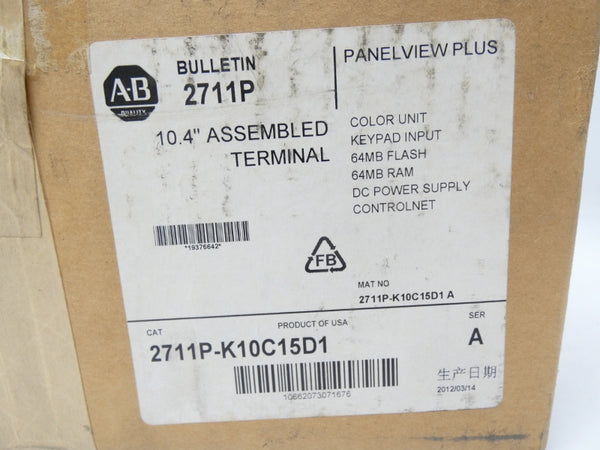 A-B
QUALITY
BULLETIN
2711P
PANELVIEW PLUS
10.4" ASSEMBLED
TERMINAL
COLOR UNIT
KEYPAD INPUT
64MB FLASH
64MB RAM
DC POWER SUPPLY
CONTROLNET
*19376642*
FB
MAT NO
2711P-K10C15D1 A
CAT
PRODUCT OF USA
SER
2711P-K10C15D1
A
10662073071676
生产日期
2012/03/14